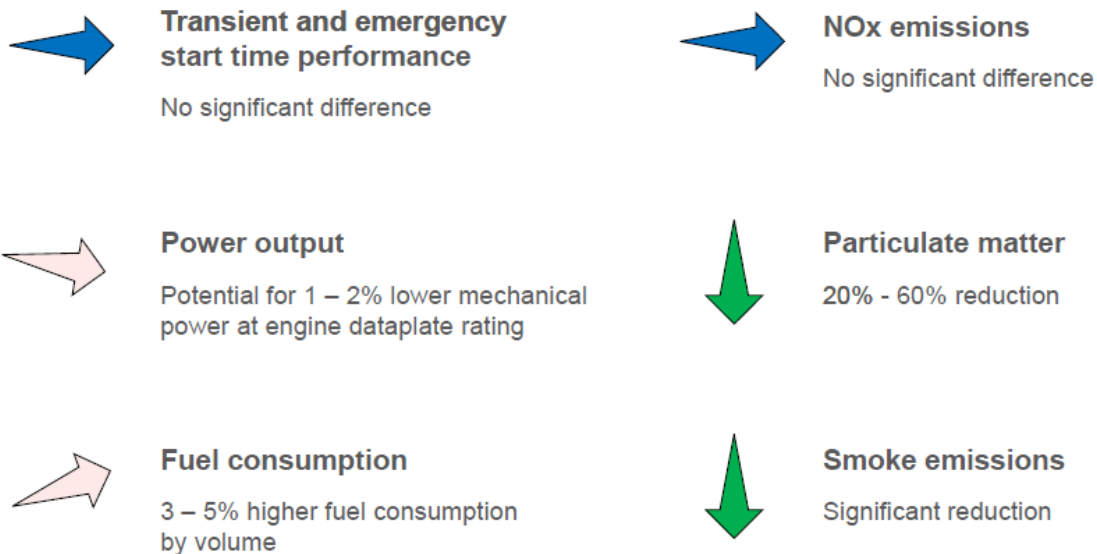 Transient and emergency
start time performance
No significant difference
Power output
Potential for 1 – 2% lower mechanical
power at engine dataplate rating
Fuel consumption
3 – 5% higher fuel consumption
by volume
NOx emissions
No significant difference
Particulate matter
20% - 60% reduction
Smoke emissions
Significant reduction